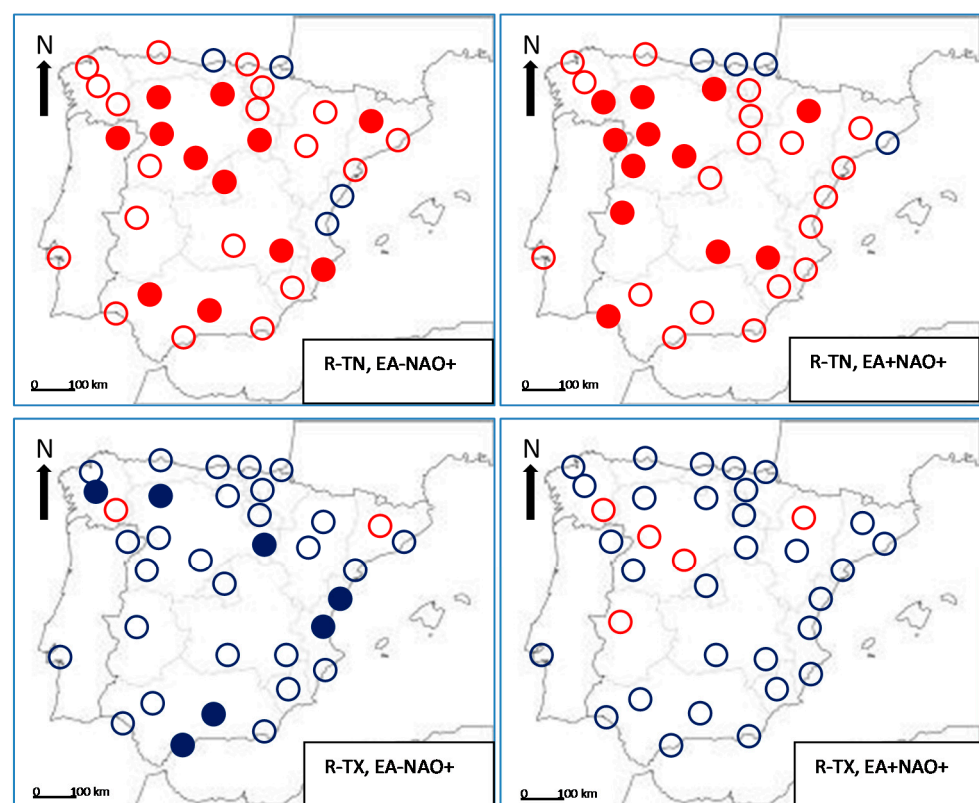 N
0 100 km
R-TN, EA-NAO+
N
0 100 km
R-TN, EA+NAO+
N
0 100 km
R-TX, EA-NAO+
N
0 100 km
R-TX, EA+NAO+